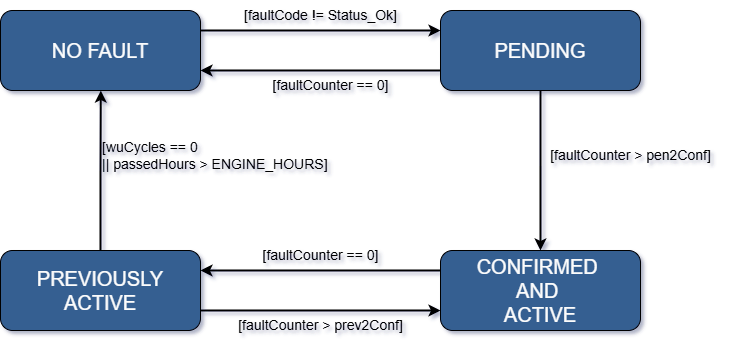 [faultCode != Status_Ok]
NO FAULT
PENDING
[faultCounter == 0]
[wuCycles == 0
|| passedHours > ENGINE_HOURS]
[faultCounter > pen2Conf]
[faultCounter == 0]
PREVIOUSLY
ACTIVE
CONFIRMED
AND
ACTIVE
[faultCounter > prev2Conf]